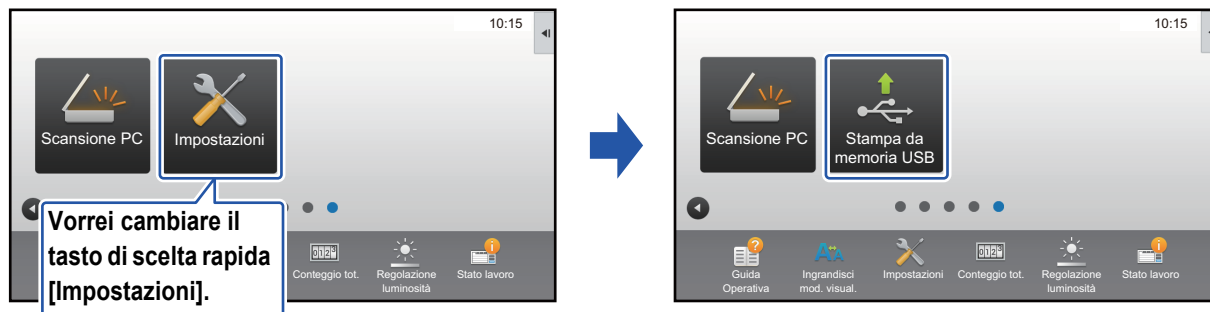 10:15
Scansione PC
Impostazioni
Vorrei cambiare il
tasto di scelta rapida
[Impostazioni].
Conteggio tot.
Regolazione
luminosità
Stato lavoro
10:15
Scansione PC
Stampa da
memoria USB
Guida
Operativa
Ingrandisci
mod. visual.
Impostazioni
Conteggio tot.
Regolazione
luminosità
Stato lavoro